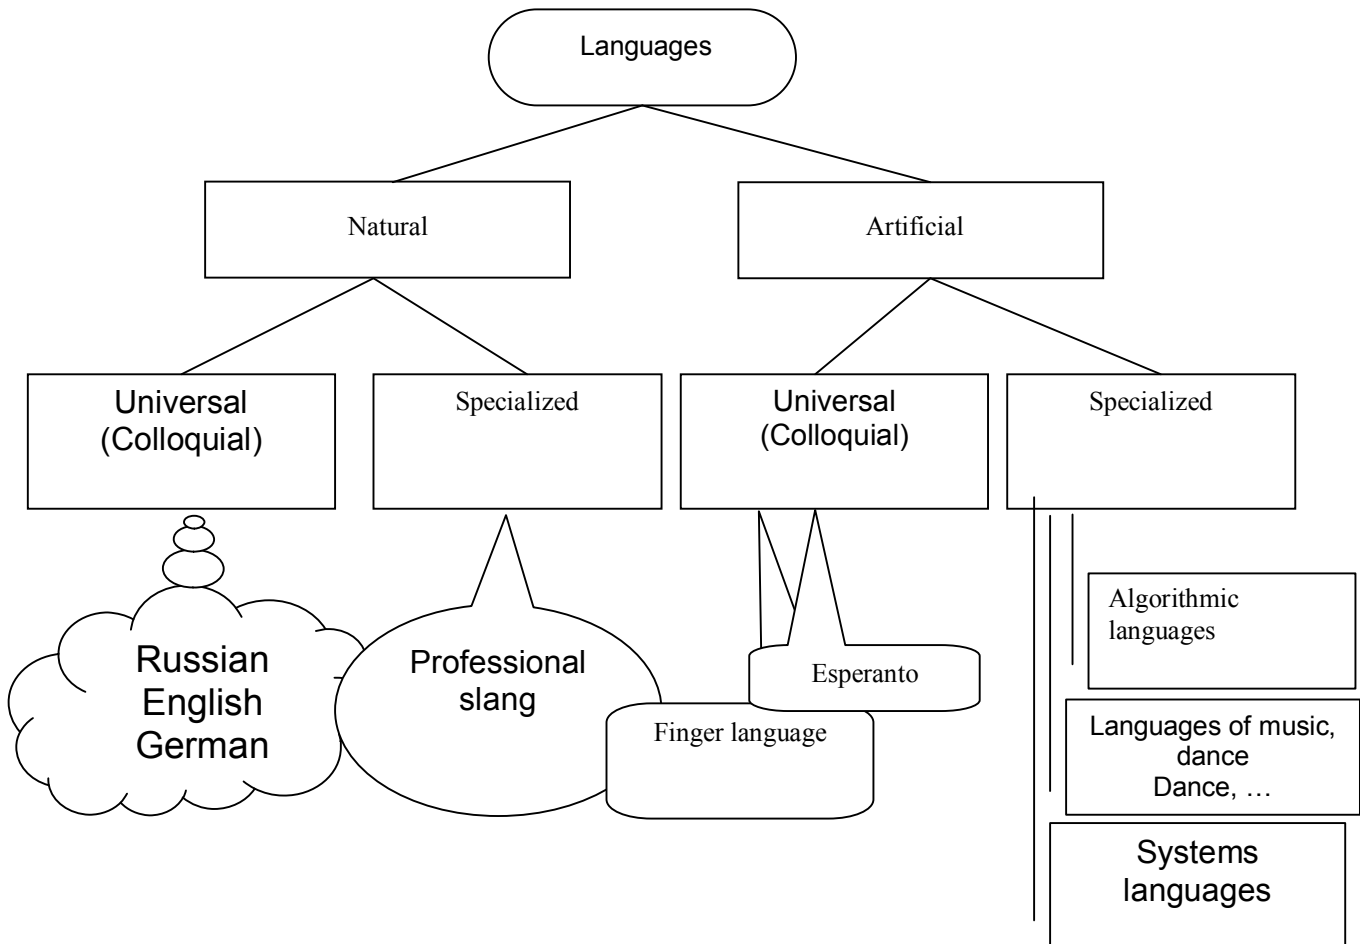 Languages
Natural
Artificial
Universal
(Colloquial)
Specialized
Universal
(Colloquial)
Specialized
Russian
English
German
Professional
slang
Finger language
Esperanto
Algorithmic
languages
Languages of music,
dance
Dance, …
Systems
languages